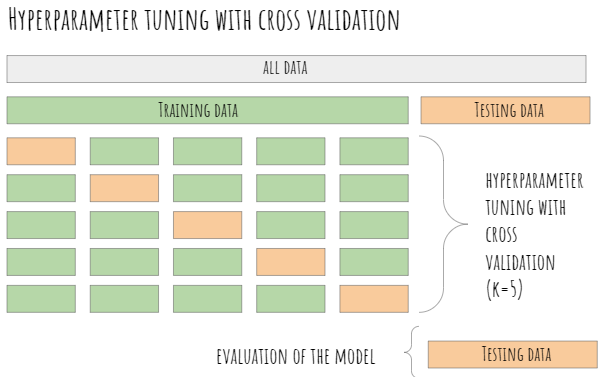 Hyperparameter tuning with cross validation
all data
Training data
Testing data
hyperparameter
tuning with
cross
validation
(K=5)
evaluation of the model
Testing data